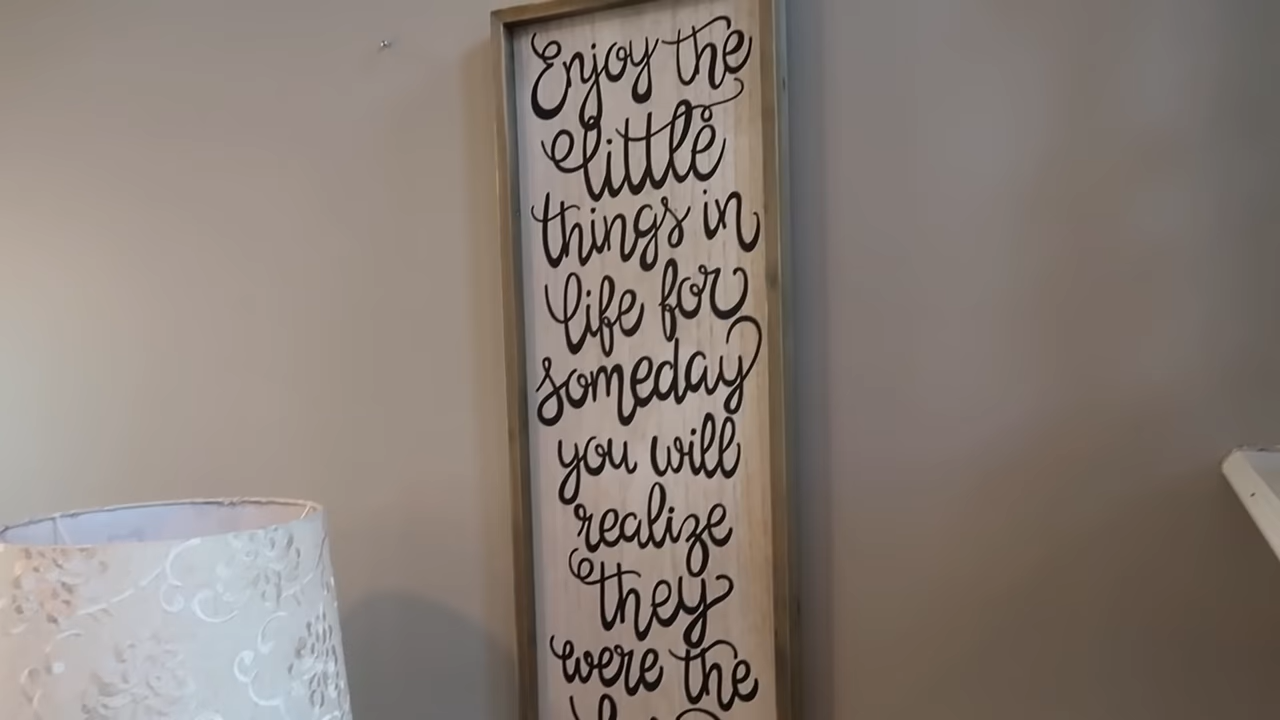 Enjoy the
little
things in
life for
someday
you will
realize
they
were the